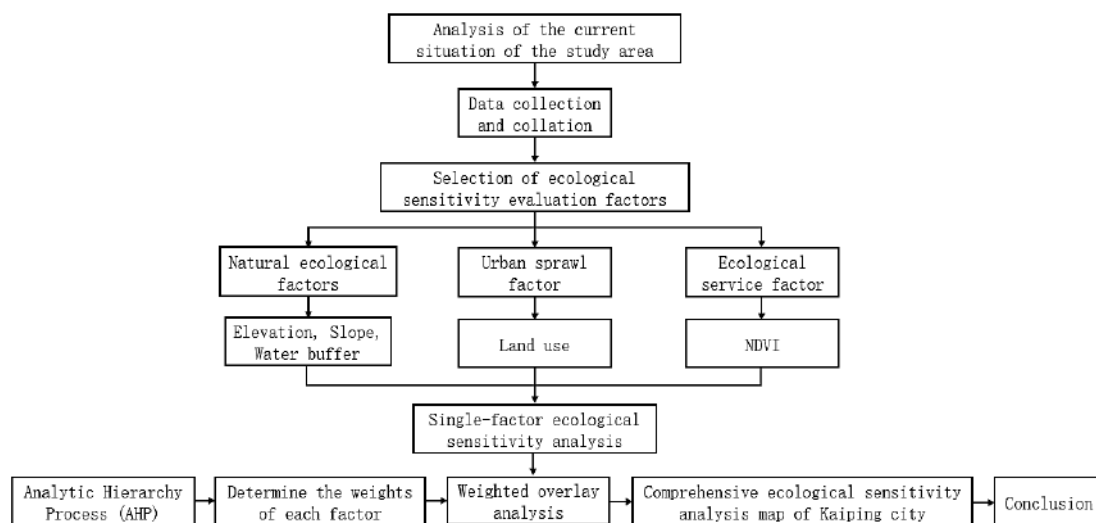 Analysis of the current
situation of the study area
Data collection
and collation
Selection of ecological
sensitivity evaluation factors
Natural ecological
factors
Urban sprawl
factor
Ecological
service factor
Elevation, Slope,
Water buffer
Land use
NDVI
Single-factor ecological
sensitivity analysis
Analytic Hierarchy
Process (AHP)
Determine the weights
of each factor
Weighted overlay
analysis
Comprehensive ecological sensitivity
analysis map of Kaiping city
Conclusion